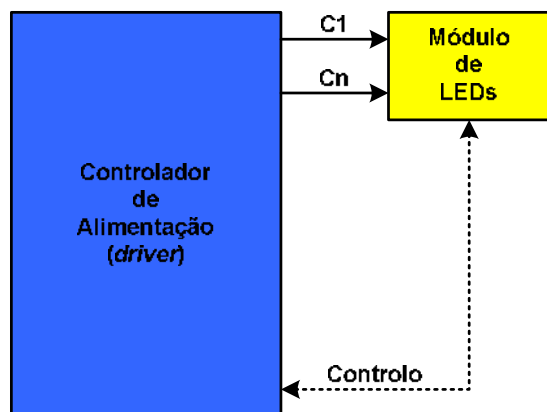 C1
Cn
Módulo
de
LEDs
Controlador
de
Alimentação
(driver)
Controlo